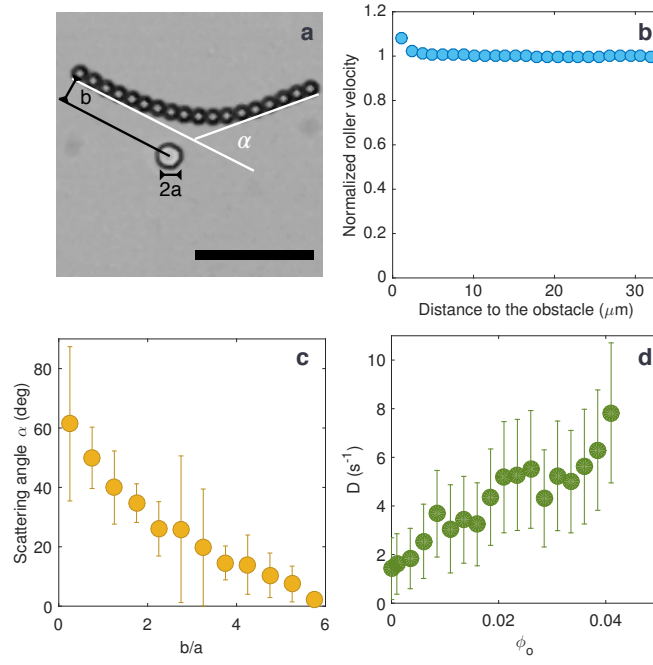 a
b
α
2a
b
Normalized roller velocity
1.2
1
0.8
0.6
0.4
0.2
0
0
10
20
30
Distance to the obstacle (μm)
c
Scattering angle α (deg)
80
60
40
20
0
0
2
4
6
b/a
d
D (s⁻¹)
10
8
6
4
2
0
0
0.02
0.04
ϕₒ